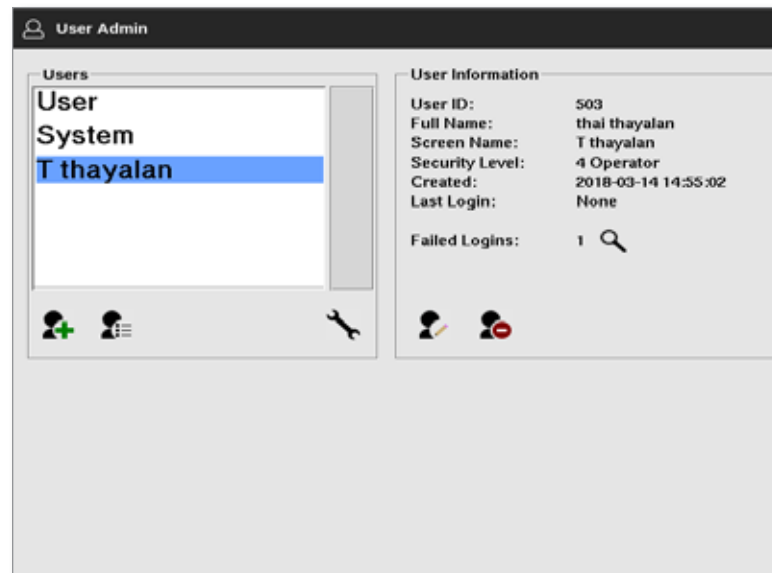 User Admin
Users
User
System
T thayalan
User Information
User ID: 503
Full Name: thai thayalan
Screen Name: T thayalan
Security Level: 4 Operator
Created: 2018-03-14 14:55:02
Last Login: None
Failed Logins: 1